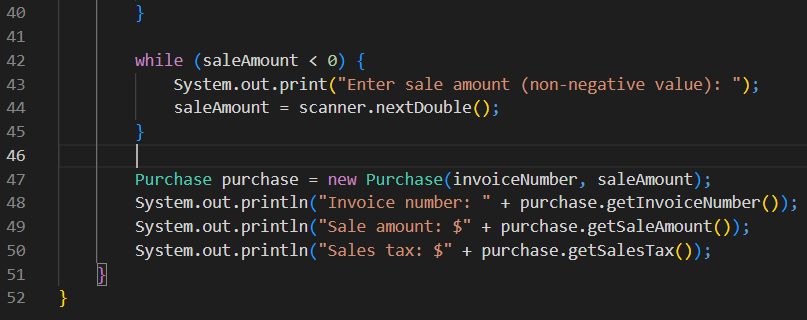 40 }
41
42 while (saleAmount < 0) {
43 System.out.print("Enter sale amount (non-negative value): ");
44 saleAmount = scanner.nextDouble();
45 }
46
47 Purchase purchase = new Purchase(invoiceNumber, saleAmount);
48 System.out.println("Invoice number: " + purchase.getInvoiceNumber());
49 System.out.println("Sale amount: $" + purchase.getSaleAmount());
50 System.out.println("Sales tax: $" + purchase.getSalesTax());
51 }
52 }